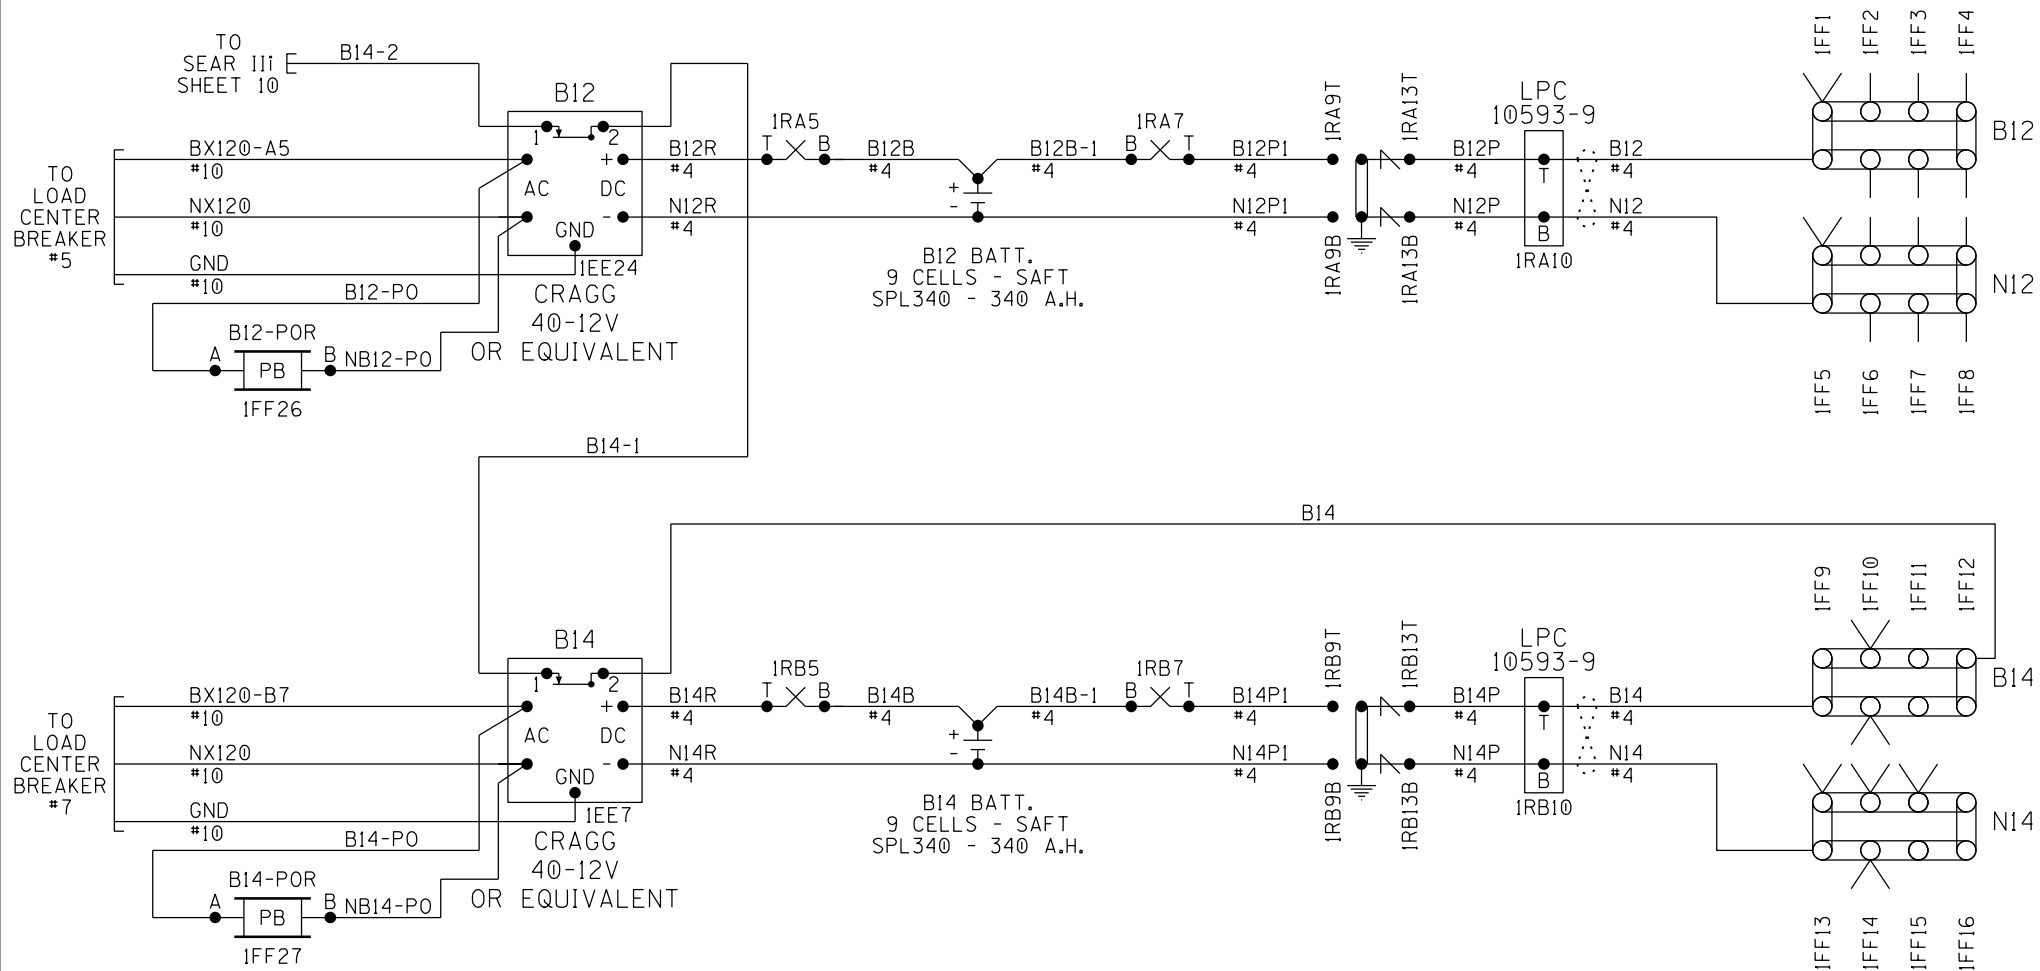 TO
SEAR IIi
SHEET 10
B14-2
B12
1
2
BX120-A5
#10
NX120
#10
GND
#10
TO
LOAD
CENTER
BREAKER
#5
AC
DC
+
-
GND
1EE24
CRAGG
40-12V
OR EQUIVALENT
B12-PO
B12-POR
A
PB
B
NB12-PO
1FF26
B12R
#4
N12R
#4
1RA5
T
B
B12B
#4
+
-
B12B-1
#4
1RA7
B
T
B12 BATT.
9 CELLS - SAFT
SPL340 - 340 A.H.
B12P1
#4
N12P1
#4
1RA9T
1RA13T
1RA9B
1RA13B
B12P
#4
N12P
#4
LPC
10593-9
T
B
1RA10
B12
#4
N12
#4
1FF1
1FF2
1FF3
1FF4
B12
N12
1FF5
1FF6
1FF7
1FF8
B14-1
B14
B14
1
2
BX120-B7
#10
NX120
#10
GND
#10
TO
LOAD
CENTER
BREAKER
#7
AC
DC
+
-
GND
1EE7
CRAGG
40-12V
OR EQUIVALENT
B14-PO
B14-POR
A
PB
B
NB14-PO
1FF27
B14R
#4
N14R
#4
1RB5
T
B
B14B
#4
+
-
B14B-1
#4
1RB7
B
T
B14 BATT.
9 CELLS - SAFT
SPL340 - 340 A.H.
B14P1
#4
N14P1
#4
1RB9T
1RB13T
1RB9B
1RB13B
B14P
#4
N14P
#4
LPC
10593-9
T
B
1RB10
B14
#4
N14
#4
1FF9
1FF10
1FF11
1FF12
B14
N14
1FF13
1FF14
1FF15
1FF16